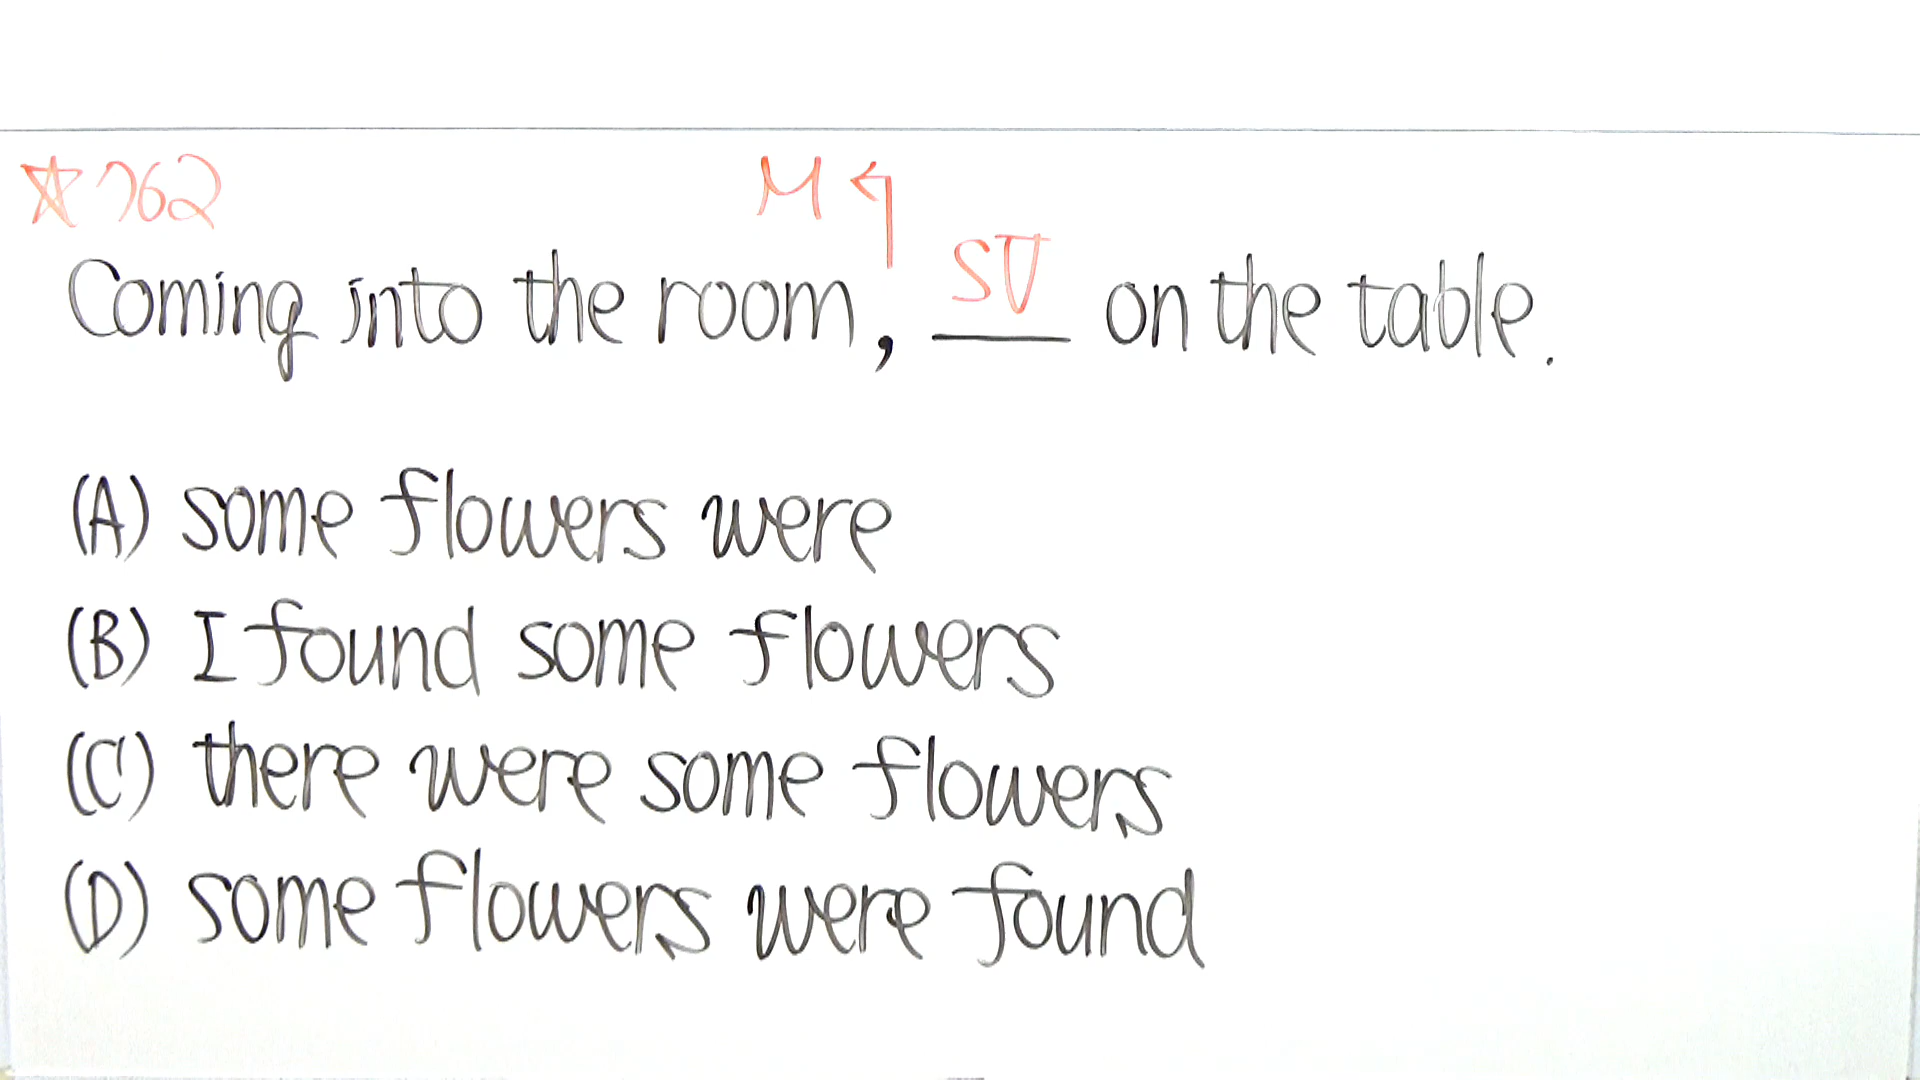 ☆762
M
SV
Coming into the room, ___ on the table.
(A) some flowers were
(B) I found some flowers
(C) there were some flowers
(D) some flowers were found